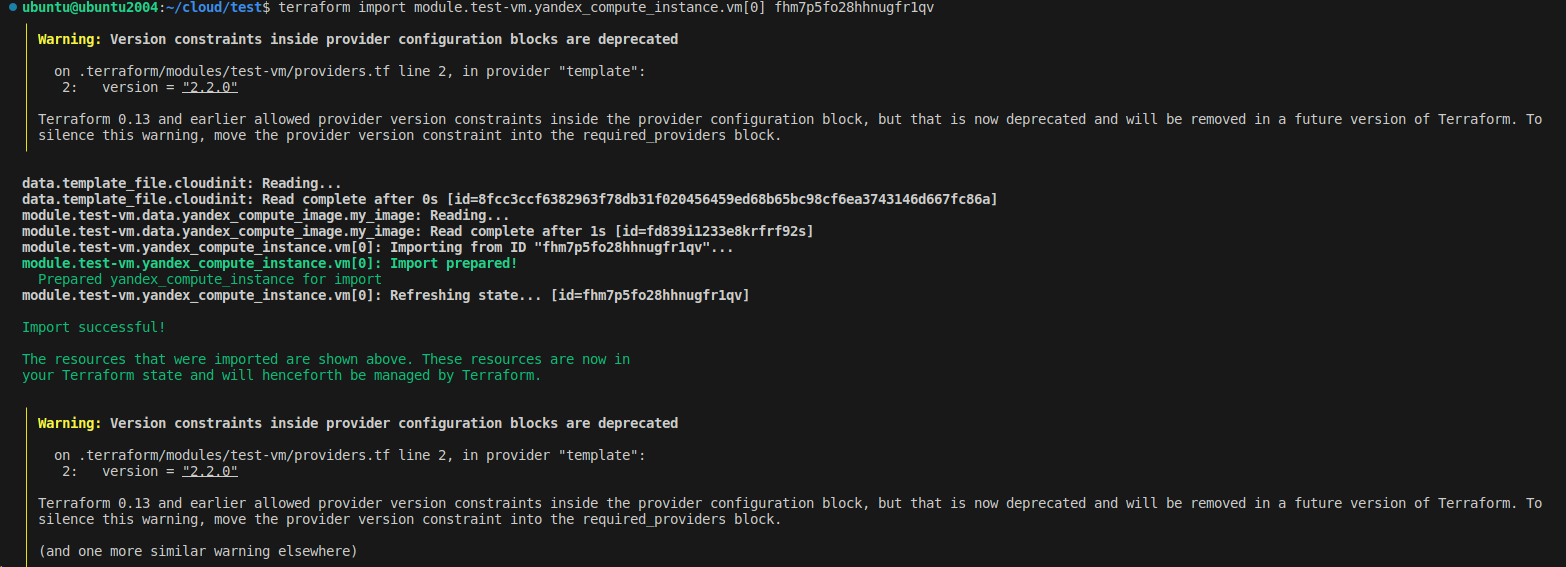 ubuntu@ubuntu2004:~/cloud/test$ terraform import module.test-vm.yandex_compute_instance.vm[0] fhm7p5fo28hhnugfr1qv
Warning: Version constraints inside provider configuration blocks are deprecated
on .terraform/modules/test-vm/providers.tf line 2, in provider "template":
2: version = "2.2.0"
Terraform 0.13 and earlier allowed provider version constraints inside the provider configuration block, but that is now deprecated and will be removed in a future version of Terraform. To
silence this warning, move the provider version constraint into the required_providers block.
data.template_file.cloudinit: Reading...
data.template_file.cloudinit: Read complete after 0s [id=8fcc3ccf6382963f78db31f020456459ed68b65bc98cf6ea3743146d667fc86a]
module.test-vm.data.yandex_compute_image.my_image: Reading...
module.test-vm.data.yandex_compute_image.my_image: Read complete after 1s [id=fd839i1233e8krfrf92s]
module.test-vm.yandex_compute_instance.vm[0]: Importing from ID "fhm7p5fo28hhnugfr1qv"...
module.test-vm.yandex_compute_instance.vm[0]: Import prepared!
Prepared yandex_compute_instance for import
module.test-vm.yandex_compute_instance.vm[0]: Refreshing state... [id=fhm7p5fo28hhnugfr1qv]
Import successful!
The resources that were imported are shown above. These resources are now in
your Terraform state and will henceforth be managed by Terraform.
Warning: Version constraints inside provider configuration blocks are deprecated
on .terraform/modules/test-vm/providers.tf line 2, in provider "template":
2: version = "2.2.0"
Terraform 0.13 and earlier allowed provider version constraints inside the provider configuration block, but that is now deprecated and will be removed in a future version of Terraform. To
silence this warning, move the provider version constraint into the required_providers block.
(and one more similar warning elsewhere)